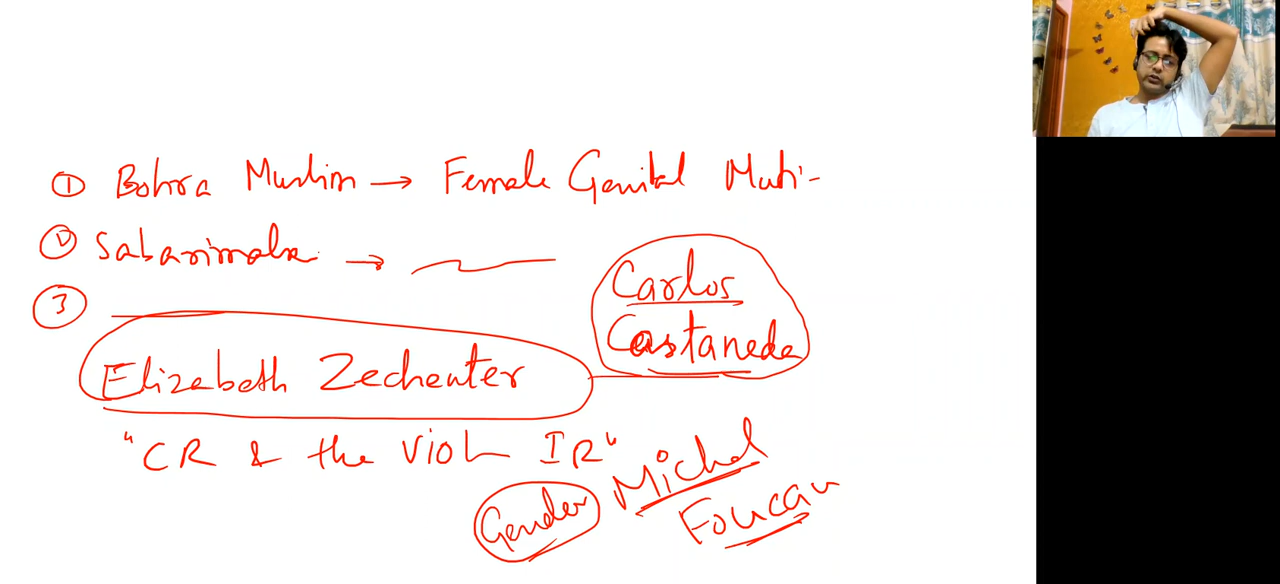 ① Bohra Muslim → Female Genital Muti-
② Sabarimala →
③
Carlos
Castaneda
Elizabeth Zechenter
"CR & the Viol IR"
Gender
Michel
Foucau